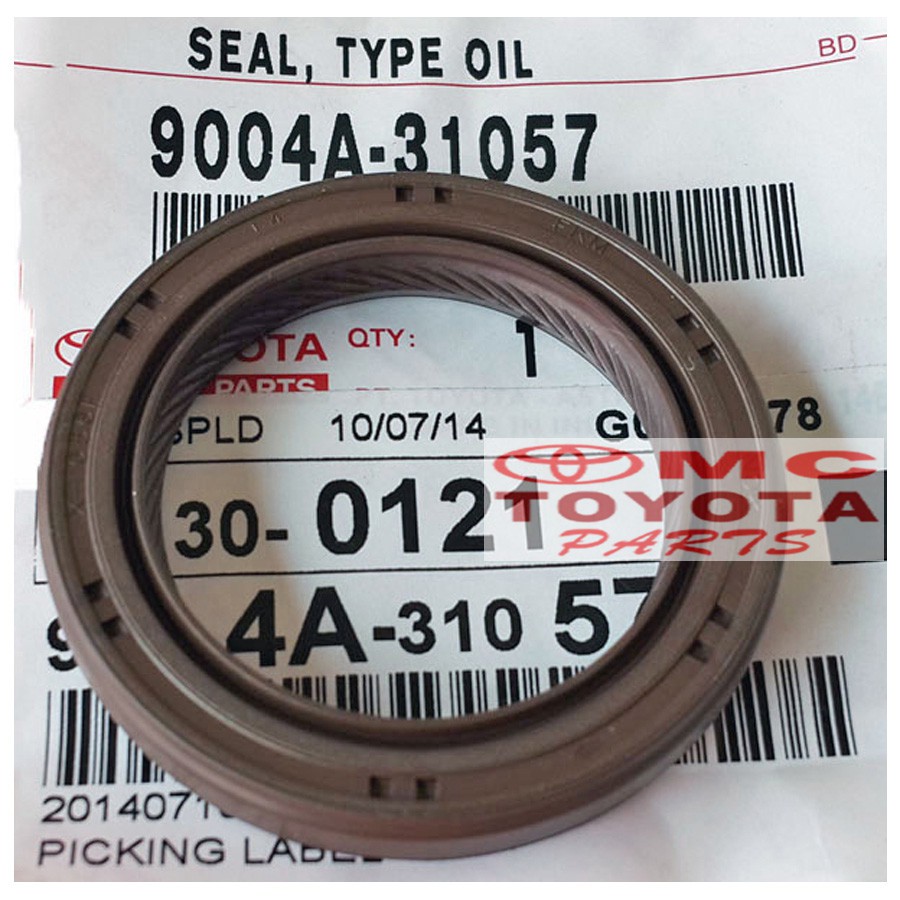 SEAL, TYPE OIL
BD
9004A-31057
FKM
TOYOTA
QTY: 1
PARTS
SPLD 10/07/14 78
30-0121
MC
TOYOTA
PARTS
4A-310 57
PICKING LABEL